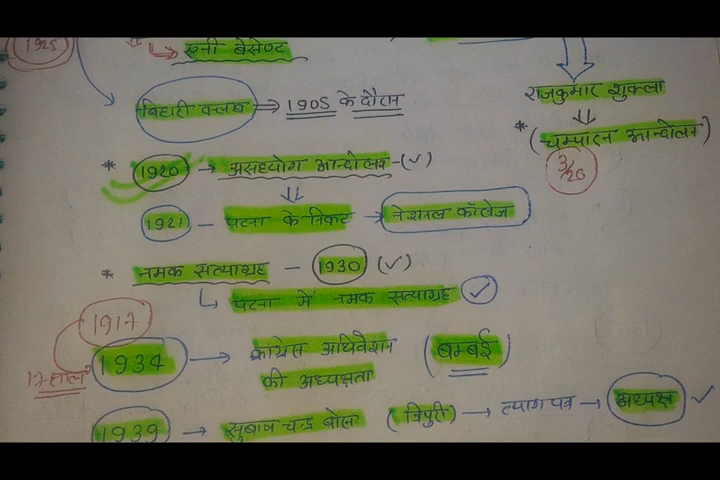 1925
एनी बेसेण्ट
बिहारी क्लब ⇒ 1905 के दौरान
राजकुमार शुक्ला
* (चम्पारन आन्दोलन)
3/20
* 1920 → असहयोग आन्दोलन - (✓)
1921 - पटना के निकट → नेशनल कॉलेज
* नमक सत्याग्रह - 1930 (✓)
पटना में नमक सत्याग्रह ✓
1917
1934 → कांग्रेस अधिवेशन (बम्बई)
की अध्यक्षता
17 साल
1939 → सुबाष चन्द्र बोस (त्रिपुरी) → त्यागपत्र → अध्यक्ष ✓